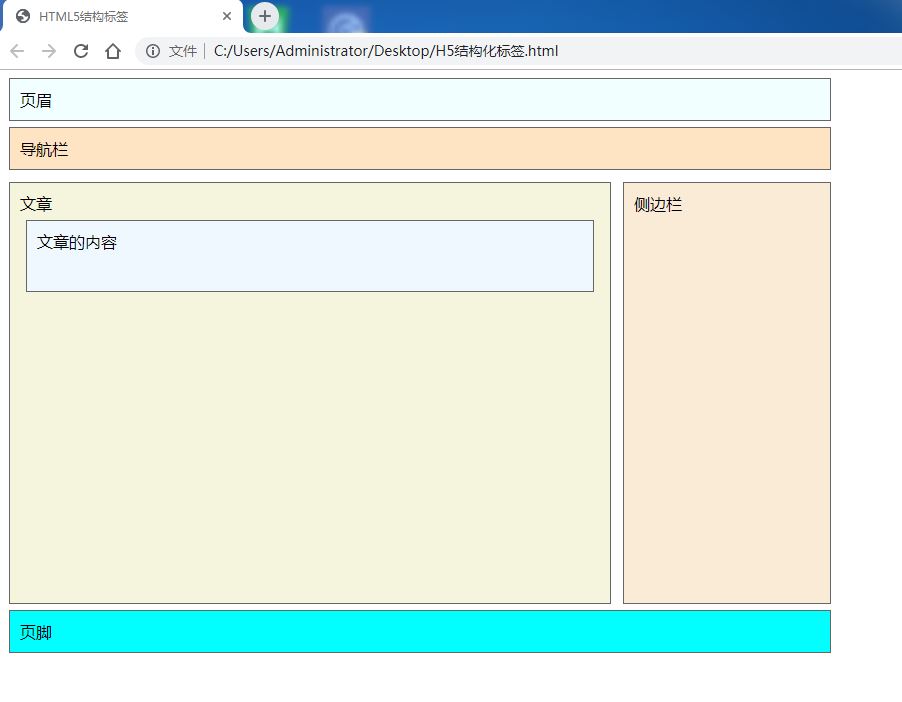 HTML5结构标签
文件 C:/Users/Administrator/Desktop/H5结构化标签.html
页眉
导航栏
文章
文章的内容
侧边栏
页脚